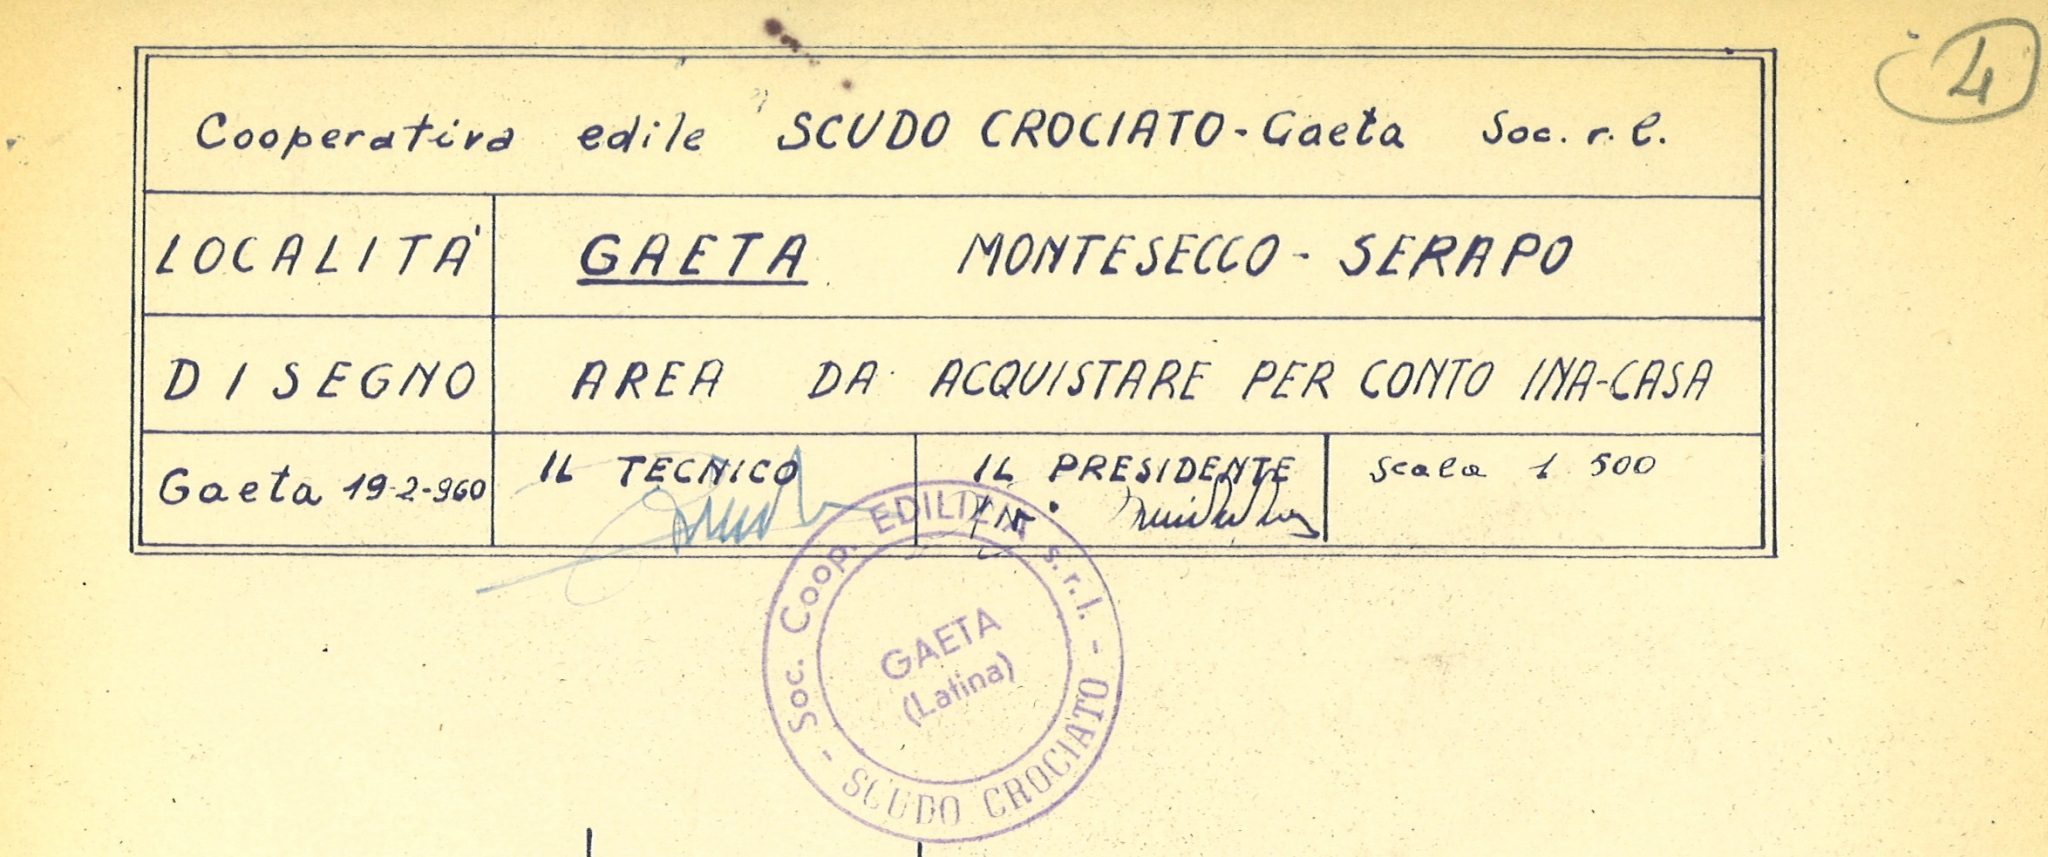 4
Cooperativa edile SCUDO CROCIATO-Gaeta Soc. r. l.
LOCALITA' GAETA MONTESECCO - SERAPO
DISEGNO AREA DA ACQUISTARE PER CONTO INA-CASA
Gaeta 19-2-960 IL TECNICO IL PRESIDENTE scala 1 500
Soc. Coop. EDILIZIA s.r.l. - SCUDO CROCIATO -
GAETA
(Latina)